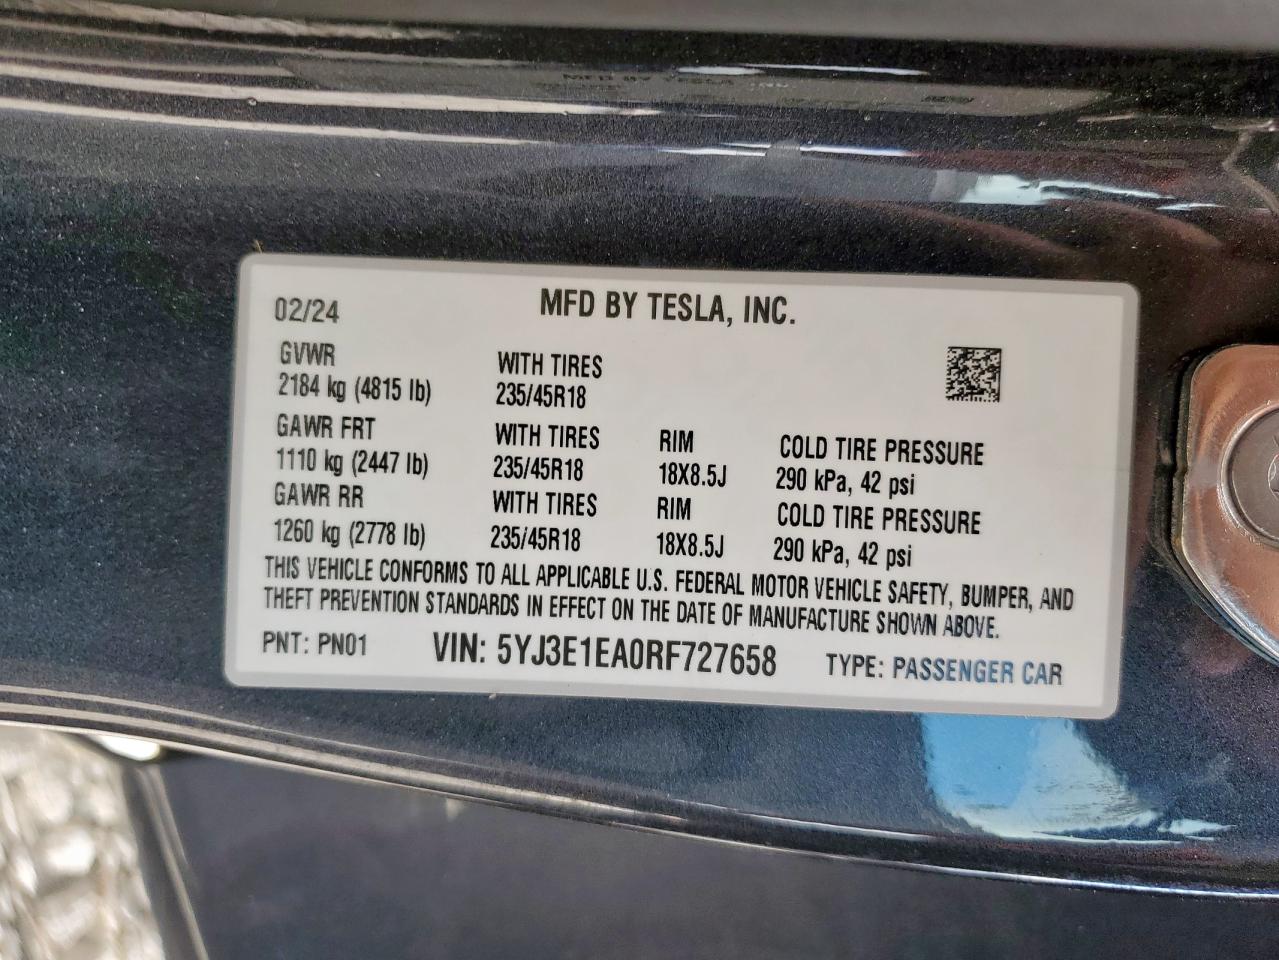 02/24
MFD BY TESLA, INC.
GVWR
WITH TIRES
2184 kg (4815 lb)
235/45R18
GAWR FRT
WITH TIRES
RIM
COLD TIRE PRESSURE
1110 kg (2447 lb)
235/45R18
18X8.5J
290 kPa, 42 psi
GAWR RR
WITH TIRES
RIM
COLD TIRE PRESSURE
1260 kg (2778 lb)
235/45R18
18X8.5J
290 kPa, 42 psi
THIS VEHICLE CONFORMS TO ALL APPLICABLE U.S. FEDERAL MOTOR VEHICLE SAFETY, BUMPER, AND
THEFT PREVENTION STANDARDS IN EFFECT ON THE DATE OF MANUFACTURE SHOWN ABOVE.
PNT: PN01
VIN: 5YJ3E1EA0RF727658
TYPE: PASSENGER CAR